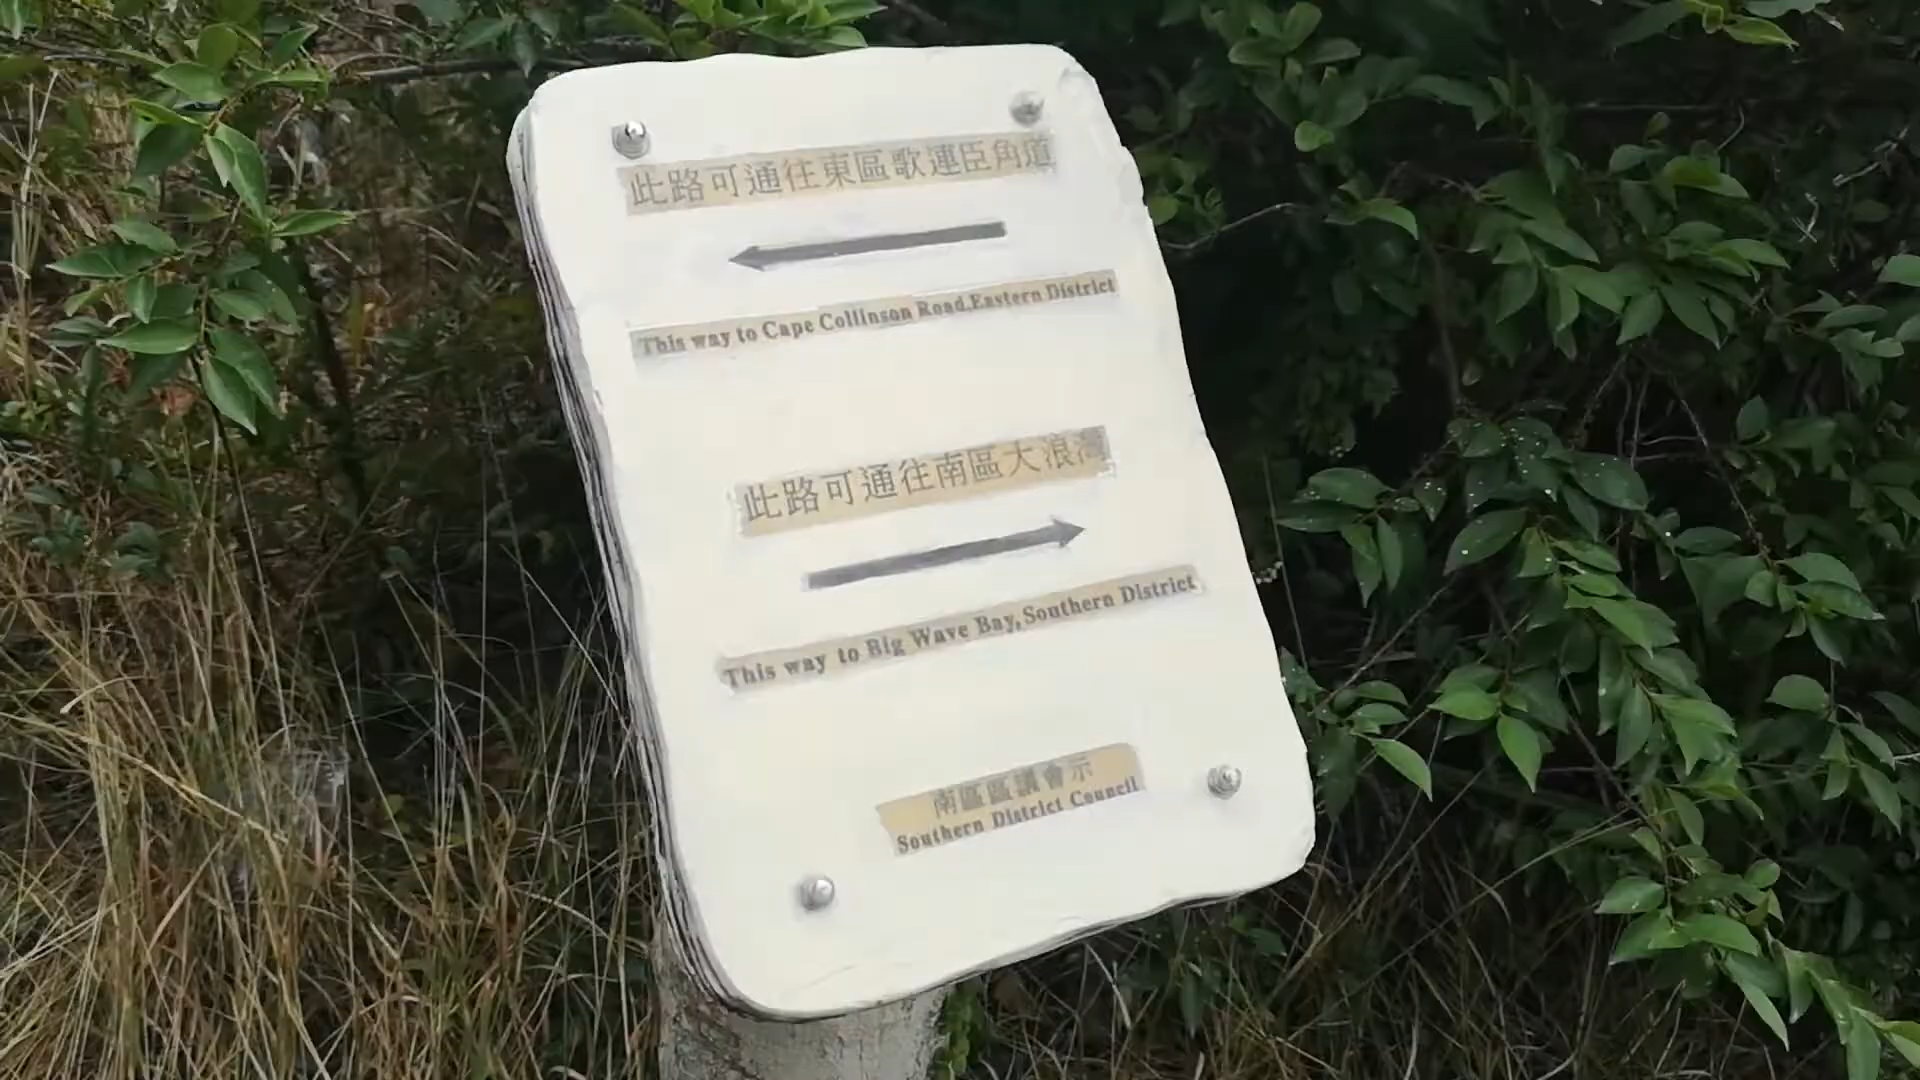 此路可通往東區歌連臣角道
This way to Cape Collinson Road,Eastern District
此路可通往南區大浪灣
This way to Big Wave Bay,Southern District
南區區議會示
Southern District Council